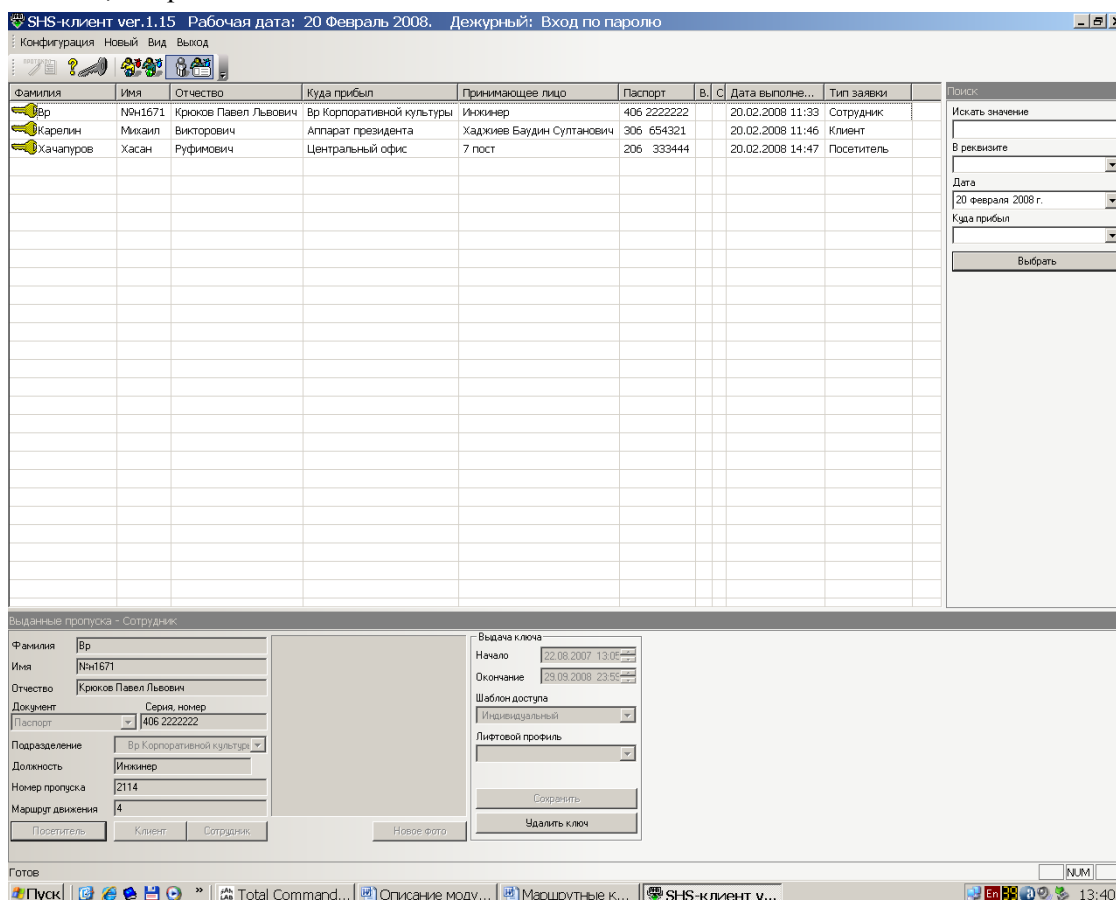 SHS-клиент ver.1.15 Рабочая дата: 20 Февраль 2008. Дежурный: Вход по паролю
Конфигурация Новый Вид Выход
Фамилия Имя Отчество Куда прибыл Принимающее лицо Паспорт В. С Дата выполне... Тип заявки
Вр №н1671 Крюков Павел Львович Вр Корпоративной культуры Инжинер 406 2222222 20.02.2008 11:33 Сотрудник
Карелин Михаил Викторович Аппарат президента Хаджиев Баудин Султанович 306 654321 20.02.2008 11:46 Клиент
Хачапуров Хасан Руфимович Центральный офис 7 пост 206 333444 20.02.2008 14:47 Посетитель
Поиск
Искать значение
В реквизите
Дата
20 февраля 2008 г.
Куда прибыл
Выбрать
Выданные пропуска - Сотрудник
Фамилия Вр
Имя №н1671
Отчество Крюков Павел Львович
Документ Серия, номер
Паспорт 406 2222222
Подразделение Вр Корпоративной культуры
Должность Инжинер
Номер пропуска 2114
Маршрут движения 4
Посетитель Клиент Сотрудник Новое фото
Выдача ключа
Начало 22.08.2007 13:05
Окончание 29.09.2008 23:55
Шаблон доступа
Индивидуальный
Лифтовой профиль
Сохранить
Удалить ключ
Готов NUM
Пуск » Total Command... Описание моду... Маршрутные к... SHS-клиент v... En 13:40